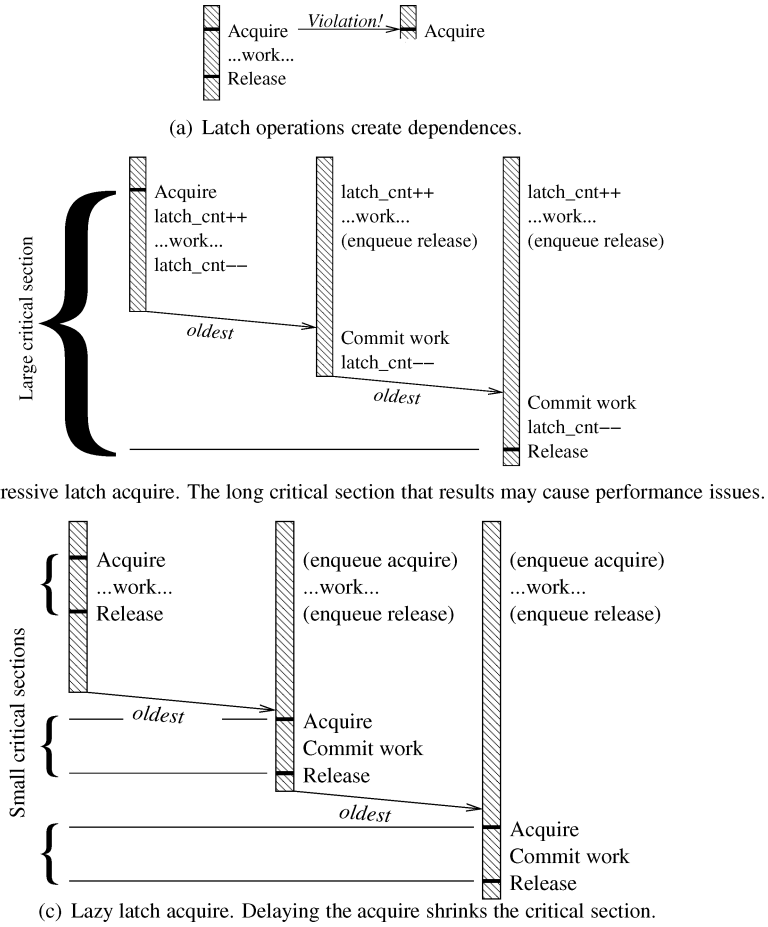 Acquire
Violation!
Acquire
...work...
Release
(a) Latch operations create dependences.
Large critical section
Acquire
latch_cnt++
...work...
latch_cnt−−
latch_cnt++
...work...
(enqueue release)
latch_cnt++
...work...
(enqueue release)
oldest
Commit work
latch_cnt−−
oldest
Commit work
latch_cnt−−
Release
ressive latch acquire. The long critical section that results may cause performance issues.
Small critical sections
Acquire
...work...
Release
(enqueue acquire)
...work...
(enqueue release)
(enqueue acquire)
...work...
(enqueue release)
oldest
Acquire
Commit work
Release
oldest
Acquire
Commit work
Release
(c) Lazy latch acquire. Delaying the acquire shrinks the critical section.